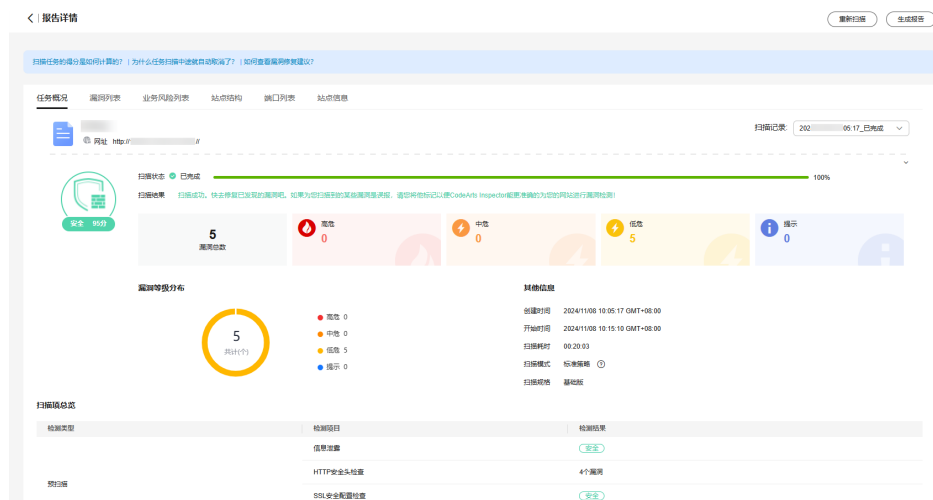 报告详情
重新扫描
生成报告
扫描任务的得分是如何计算的？ | 为什么任务扫描中途就自动取消了？ | 如何查看漏洞修复建议?
任务概况 漏洞列表 业务风险列表 站点结构 端口列表 站点信息
扫描记录: 202 05:17_已完成
网址 http:// //
扫描状态 已完成 100%
扫描结果 扫描成功。快去修复已发现的漏洞吧。如果为您扫描到的某些漏洞是误报，请您将他标记以便CodeArts Inspector能更准确的为您的网站进行漏洞检测！
安全 95分
5
漏洞总数
高危
0
中危
0
低危
5
提示
0
漏洞等级分布
5
共计(个)
高危 0
中危 0
低危 5
提示 0
其他信息
创建时间 2024/11/08 10:05:17 GMT+08:00
开始时间 2024/11/08 10:15:10 GMT+08:00
扫描耗时 00:20:03
扫描模式 标准策略
扫描规格 基础版
扫描项总览
检测类型 检测项目 检测结果
预扫描
信息泄露 安全
HTTP安全头检查 4个漏洞
SSL安全配置检查 安全